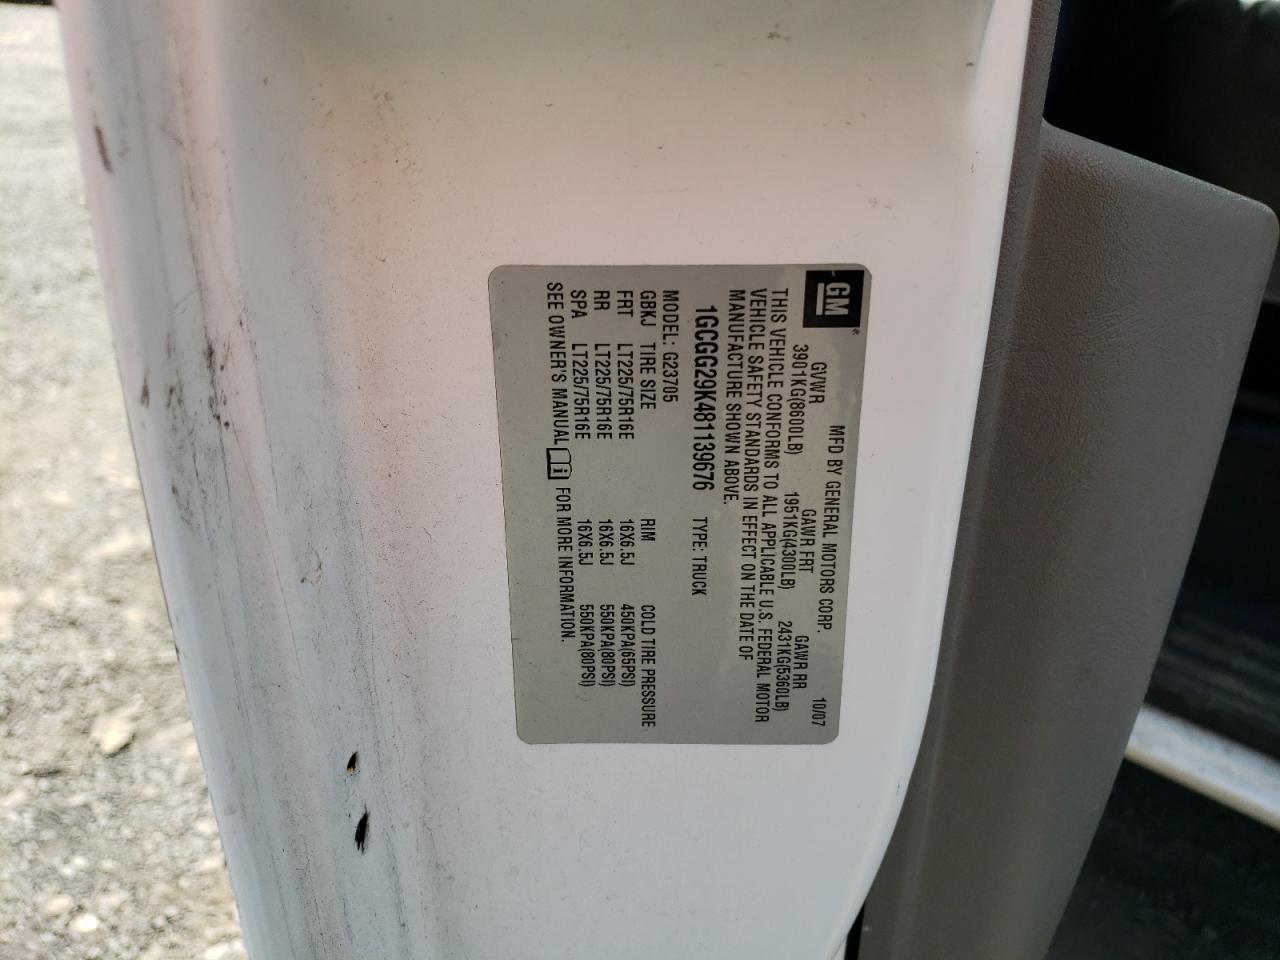 GM
MFD BY GENERAL MOTORS CORP. 10/07
GVWR GAWR FRT GAWR RR
3901KG(8600LB) 1951KG(4300LB) 2431KG(5360LB)
THIS VEHICLE CONFORMS TO ALL APPLICABLE U.S. FEDERAL MOTOR
VEHICLE SAFETY STANDARDS IN EFFECT ON THE DATE OF
MANUFACTURE SHOWN ABOVE.
1GCGG29K481139676 TYPE: TRUCK
MODEL: G23705
GBKJ TIRE SIZE RIM COLD TIRE PRESSURE
FRT LT225/75R16E 16X6.5J 450KPA(65PSI)
RR LT225/75R16E 16X6.5J 550KPA(80PSI)
SPA LT225/75R16E 16X6.5J 550KPA(80PSI)
SEE OWNER'S MANUAL i FOR MORE INFORMATION.